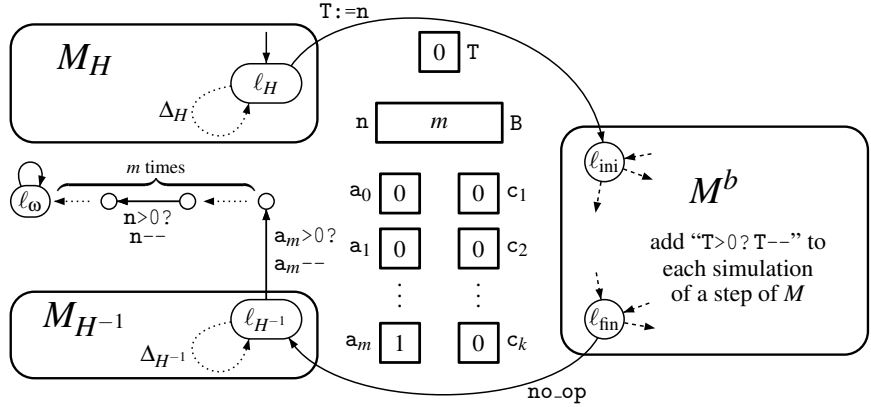 T:=n
M_H
ℓ_H
Δ_H
0 T
n m B
m times
ℓ_ω
n>0?
n--
a_m>0?
a_m--
a_0 0 0 c_1
a_1 0 0 c_2
⋮ ⋮
a_m 1 0 c_k
M_{H^{-1}}
ℓ_{H^{-1}}
Δ_{H^{-1}}
ℓ_ini
M^b
add “T>0? T--” to
each simulation
of a step of M
ℓ_fin
no_op